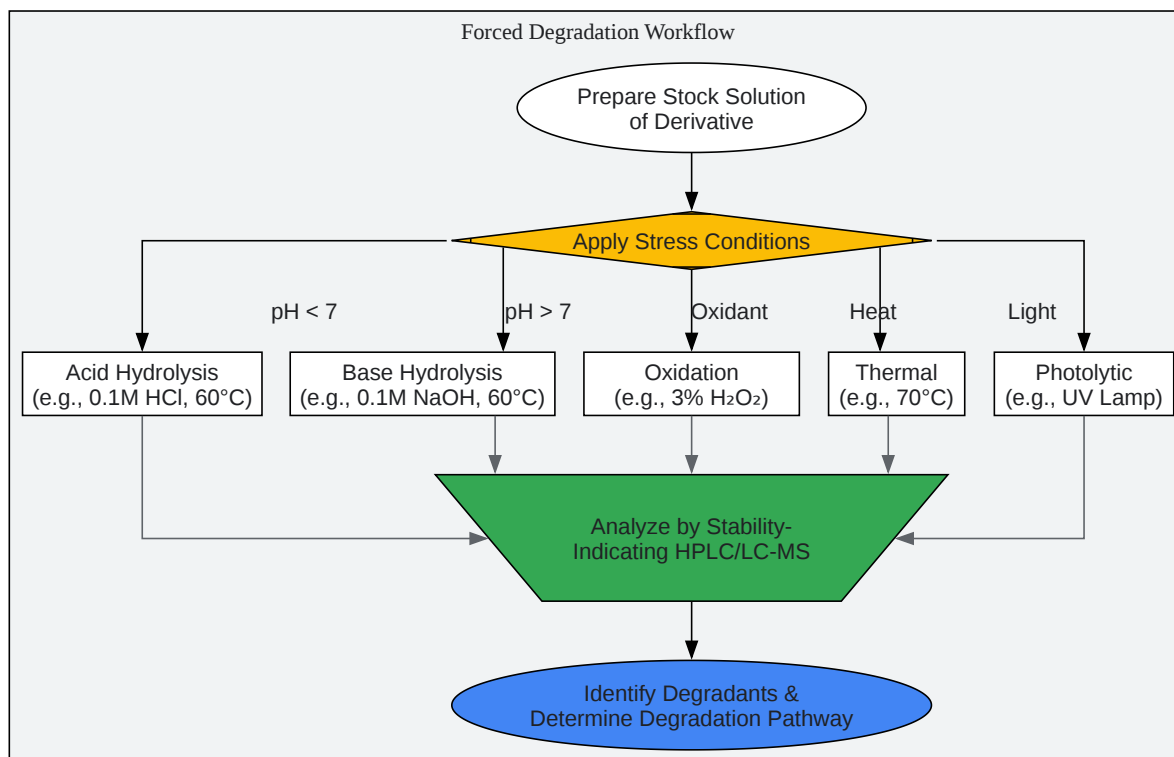 Forced Degradation Workflow
Prepare Stock Solution
of Derivative
Apply Stress Conditions
pH < 7
pH > 7
Oxidant
Heat
Light
Acid Hydrolysis
(e.g., 0.1M HCl, 60°C)
Base Hydrolysis
(e.g., 0.1M NaOH, 60°C)
Oxidation
(e.g., 3% H₂O₂)
Thermal
(e.g., 70°C)
Photolytic
(e.g., UV Lamp)
Analyze by Stability-
Indicating HPLC/LC-MS
Identify Degradants &
Determine Degradation Pathway